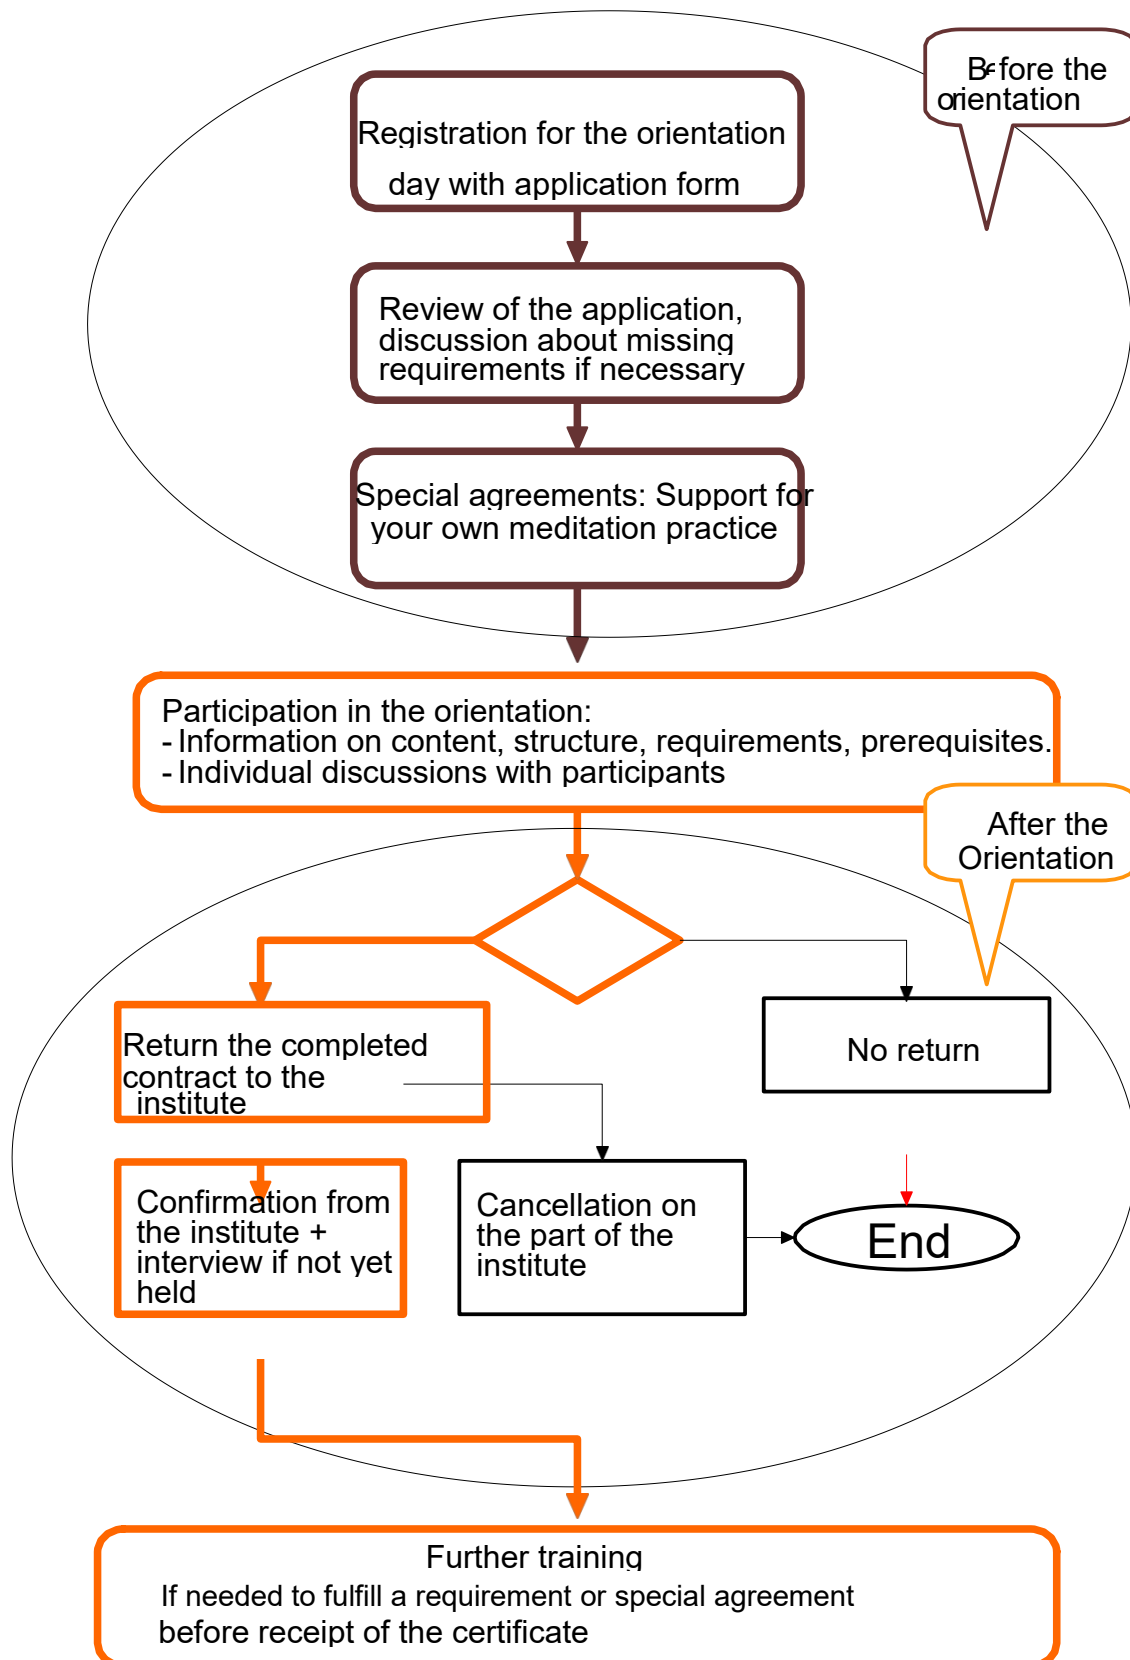 Before the
orientation
Registration for the orientation
day with application form
Review of the application,
discussion about missing
requirements if necessary
Special agreements: Support for
your own meditation practice
Participation in the orientation:
- Information on content, structure, requirements, prerequisites.
- Individual discussions with participants
After the
Orientation
Return the completed
contract to the
institute
No return
Confirmation from
the institute +
interview if not yet
held
Cancellation on
the part of the
institute
End
Further training
If needed to fulfill a requirement or special agreement
before receipt of the certificate